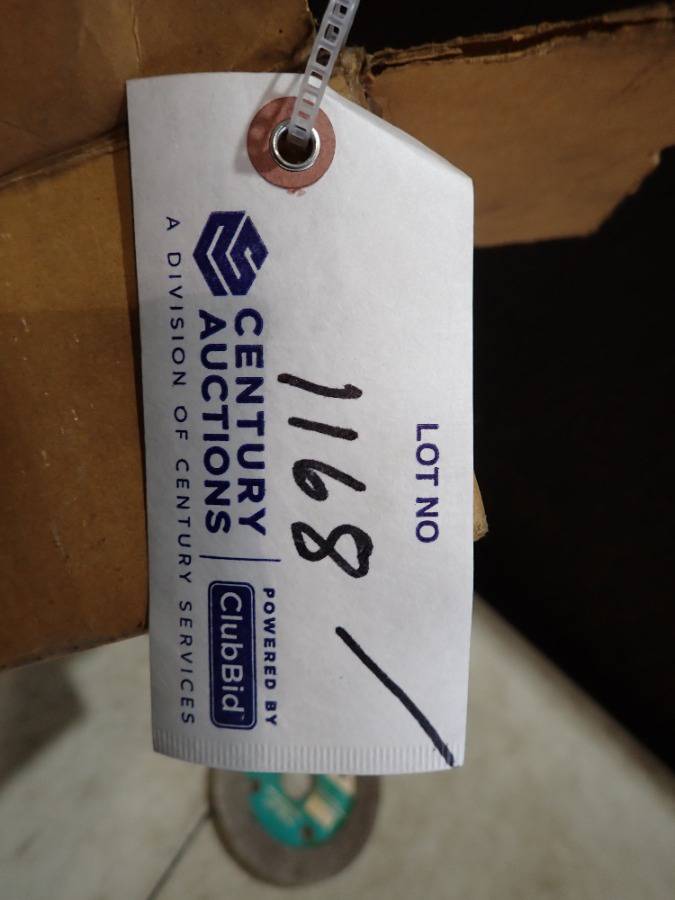 LOT NO
1168
CENTURY
AUCTIONS
POWERED BY
ClubBid
A DIVISION OF CENTURY SERVICES